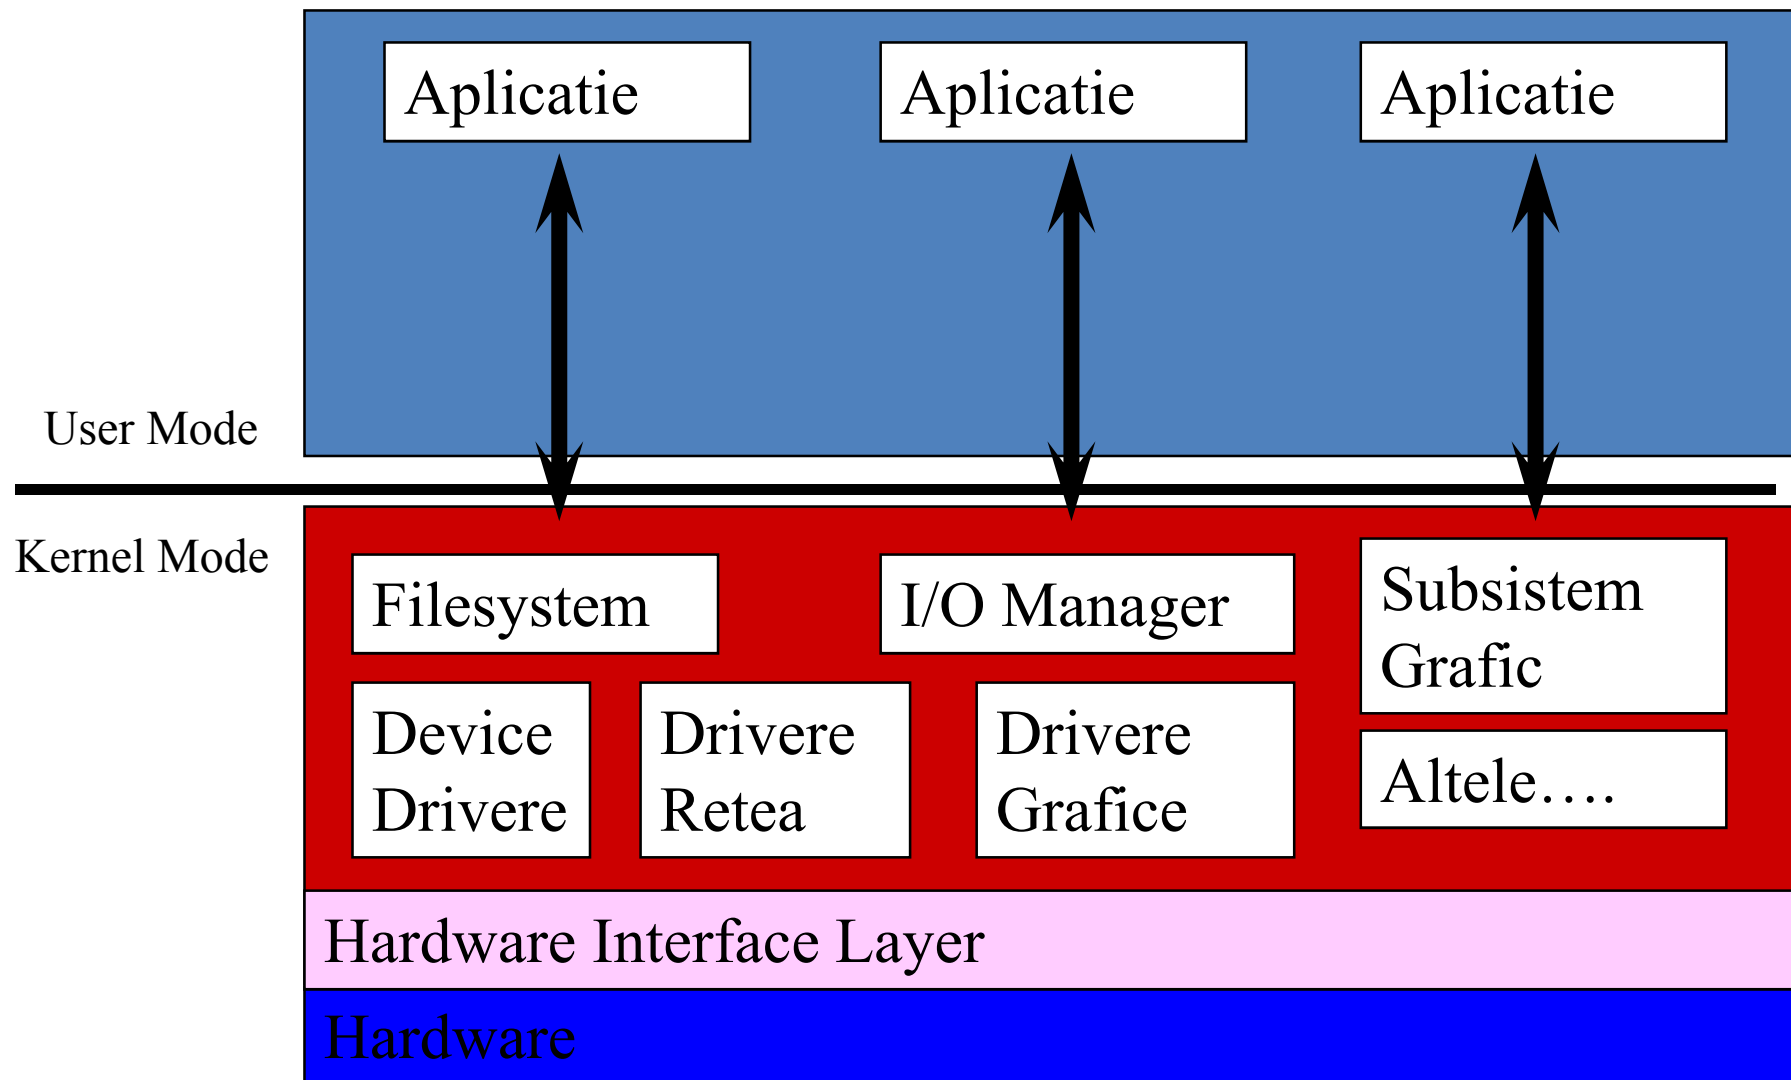 Aplicatie
Aplicatie
Aplicatie
User Mode
Kernel Mode
Filesystem
I/O Manager
Subsistem
Grafic
Device
Drivere
Drivere
Retea
Drivere
Grafice
Altele….
Hardware Interface Layer
Hardware